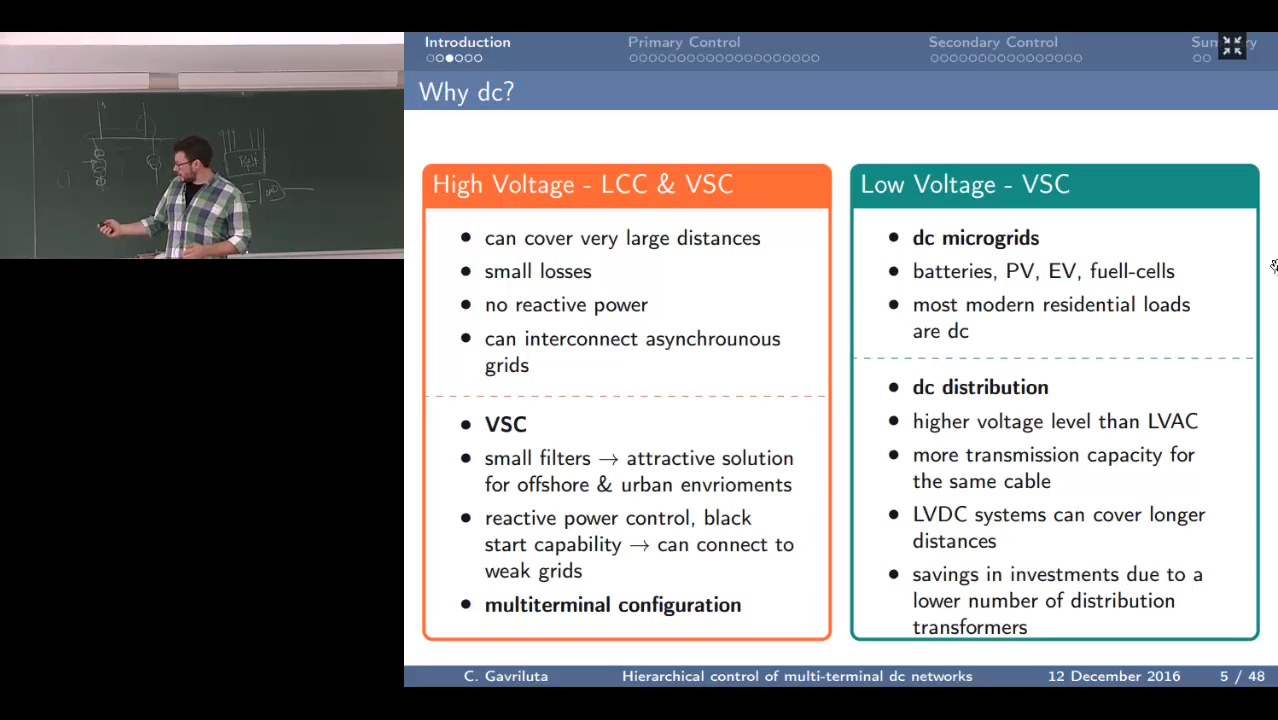 Introduction Primary Control Secondary Control
Why dc?
High Voltage - LCC & VSC
• can cover very large distances
• small losses
• no reactive power
• can interconnect asynchrounous
grids
• VSC
• small filters → attractive solution
for offshore & urban envrioments
• reactive power control, black
start capability → can connect to
weak grids
• multiterminal configuration
Low Voltage - VSC
• dc microgrids
• batteries, PV, EV, fuell-cells
• most modern residential loads
are dc
• dc distribution
• higher voltage level than LVAC
• more transmission capacity for
the same cable
• LVDC systems can cover longer
distances
• savings in investments due to a
lower number of distribution
transformers
C. Gavriluta Hierarchical control of multi-terminal dc networks 12 December 2016 5 / 48